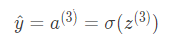 ŷ = a⁽³⁾ = σ(z⁽³⁾)